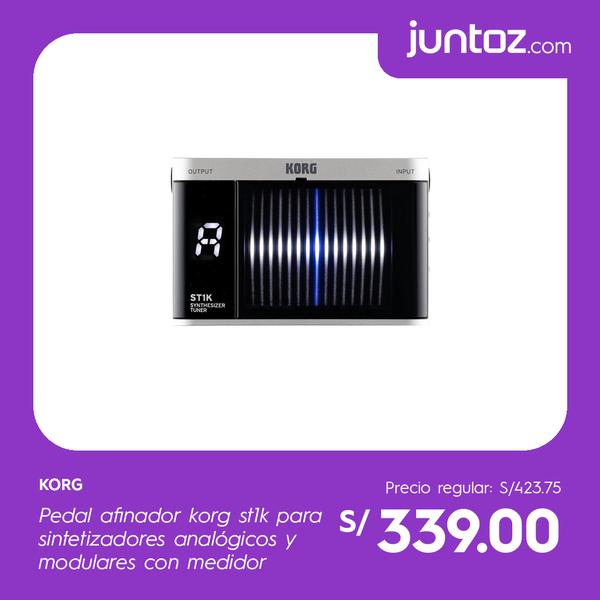 juntoz.com
OUTPUT KORG INPUT
A
ST1K
SYNTHESIZER
TUNER
KORG
Pedal afinador korg st1k para
sintetizadores analógicos y
modulares con medidor
Precio regular: S/423.75
S/ 339.00